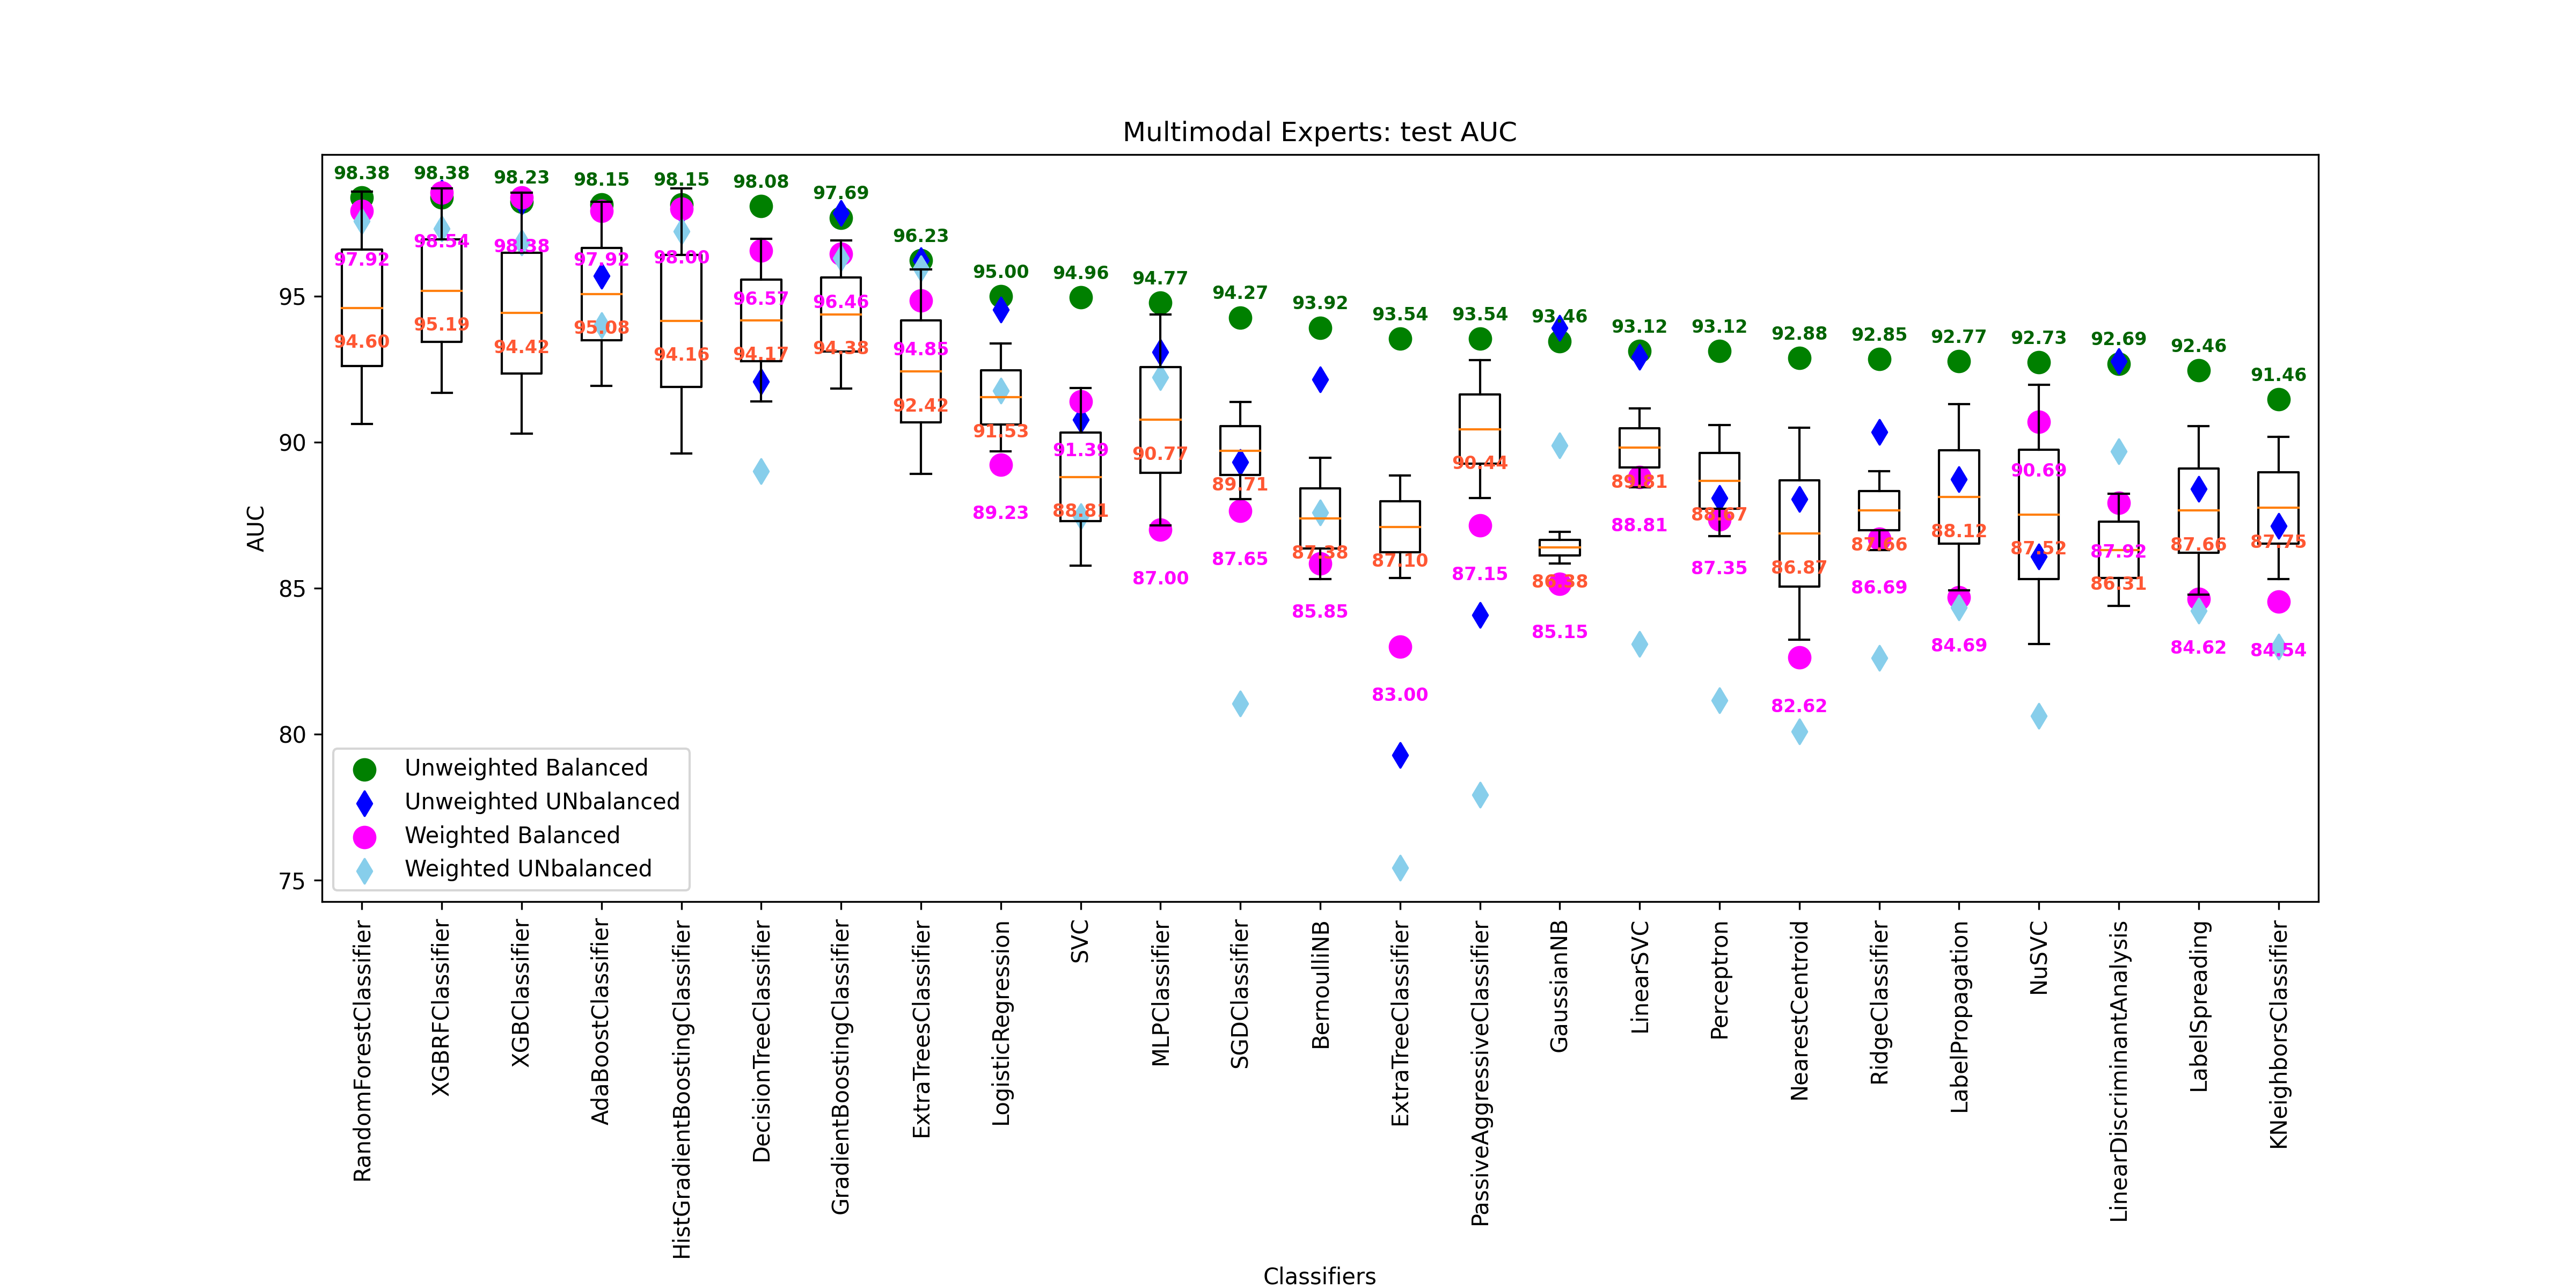 Multimodal Experts: test AUC
98.38 98.38 98.23 98.15 98.15 98.08 97.69 96.23 95.00 94.96 94.77 94.27 93.92 93.54 93.54 93.46 93.12 93.12 92.88 92.85 92.77 92.73 92.69 92.46 91.46
97.92 98.54 98.38 97.92 98.00 96.57 96.46 94.85 89.23 91.39 87.00 87.65 85.85 83.00 87.15 85.15 88.81 87.35 82.62 86.69 84.69 90.69 87.92 84.62 84.54
94.60 95.19 94.42 95.08 94.16 94.17 94.38 92.42 91.53 88.81 90.77 89.71 87.38 87.10 90.44 86.38 89.81 88.67 86.87 87.66 88.12 87.52 86.31 87.66 87.75
AUC
95
90
85
80
75
Unweighted Balanced
Unweighted UNbalanced
Weighted Balanced
Weighted UNbalanced
RandomForestClassifier
XGBRFClassifier
XGBClassifier
AdaBoostClassifier
HistGradientBoostingClassifier
DecisionTreeClassifier
GradientBoostingClassifier
ExtraTreesClassifier
LogisticRegression
SVC
MLPClassifier
SGDClassifier
BernoulliNB
ExtraTreeClassifier
PassiveAggressiveClassifier
GaussianNB
LinearSVC
Perceptron
NearestCentroid
RidgeClassifier
LabelPropagation
NuSVC
LinearDiscriminantAnalysis
LabelSpreading
KNeighborsClassifier
Classifiers